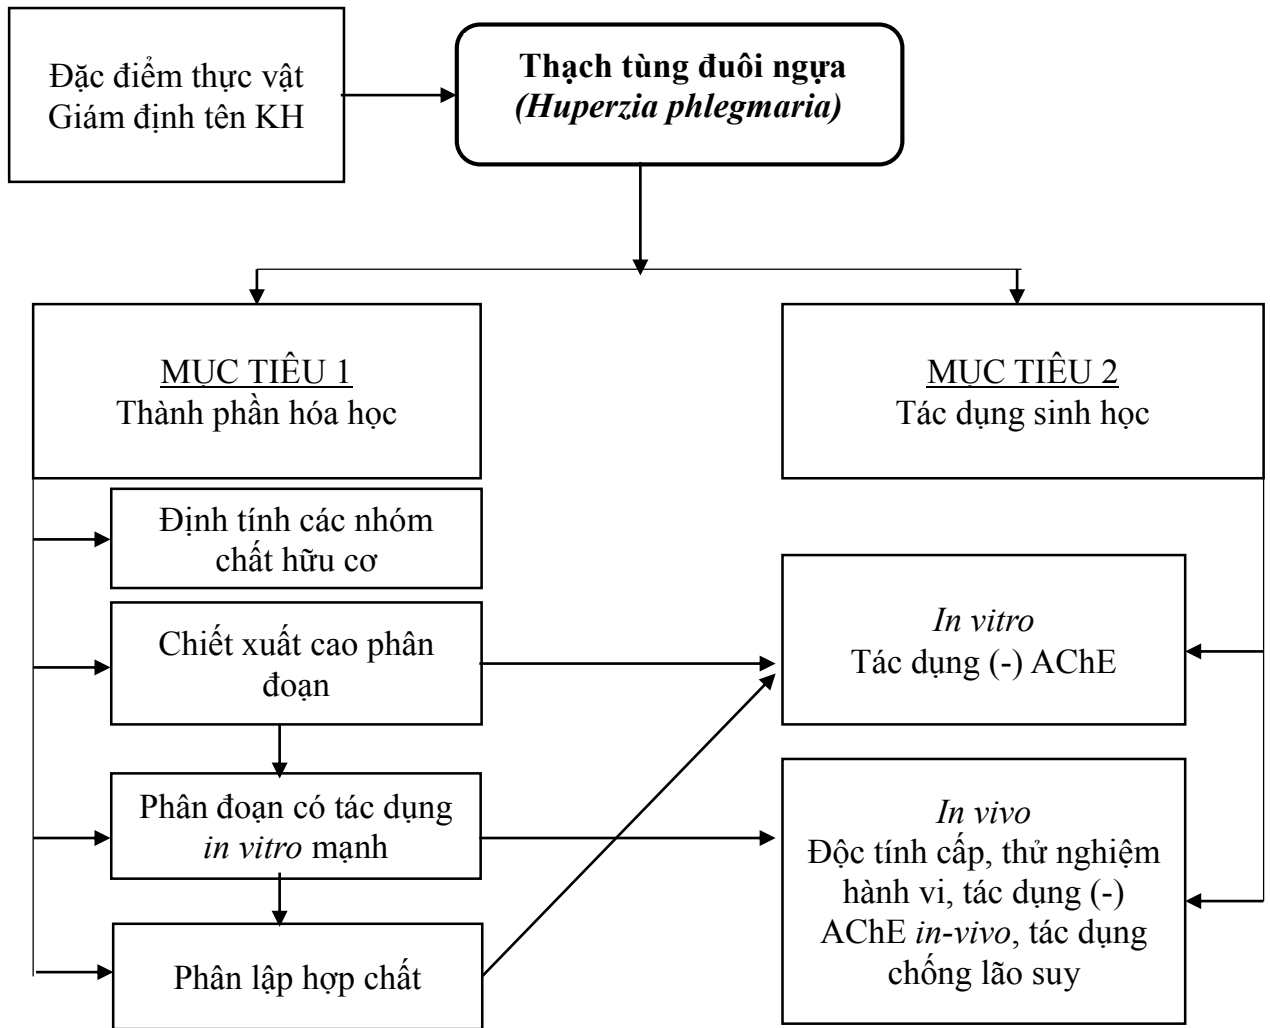 Đặc điểm thực vật
Giám định tên KH
Thạch tùng đuôi ngựa
(Huperzia phlegmaria)
MỤC TIÊU 1
Thành phần hóa học
MỤC TIÊU 2
Tác dụng sinh học
Định tính các nhóm
chất hữu cơ
Chiết xuất cao phân
đoạn
Phân đoạn có tác dụng
in vitro mạnh
Phân lập hợp chất
In vitro
Tác dụng (-) AChE
In vivo
Độc tính cấp, thử nghiệm
hành vi, tác dụng (-)
AChE in-vivo, tác dụng
chống lão suy